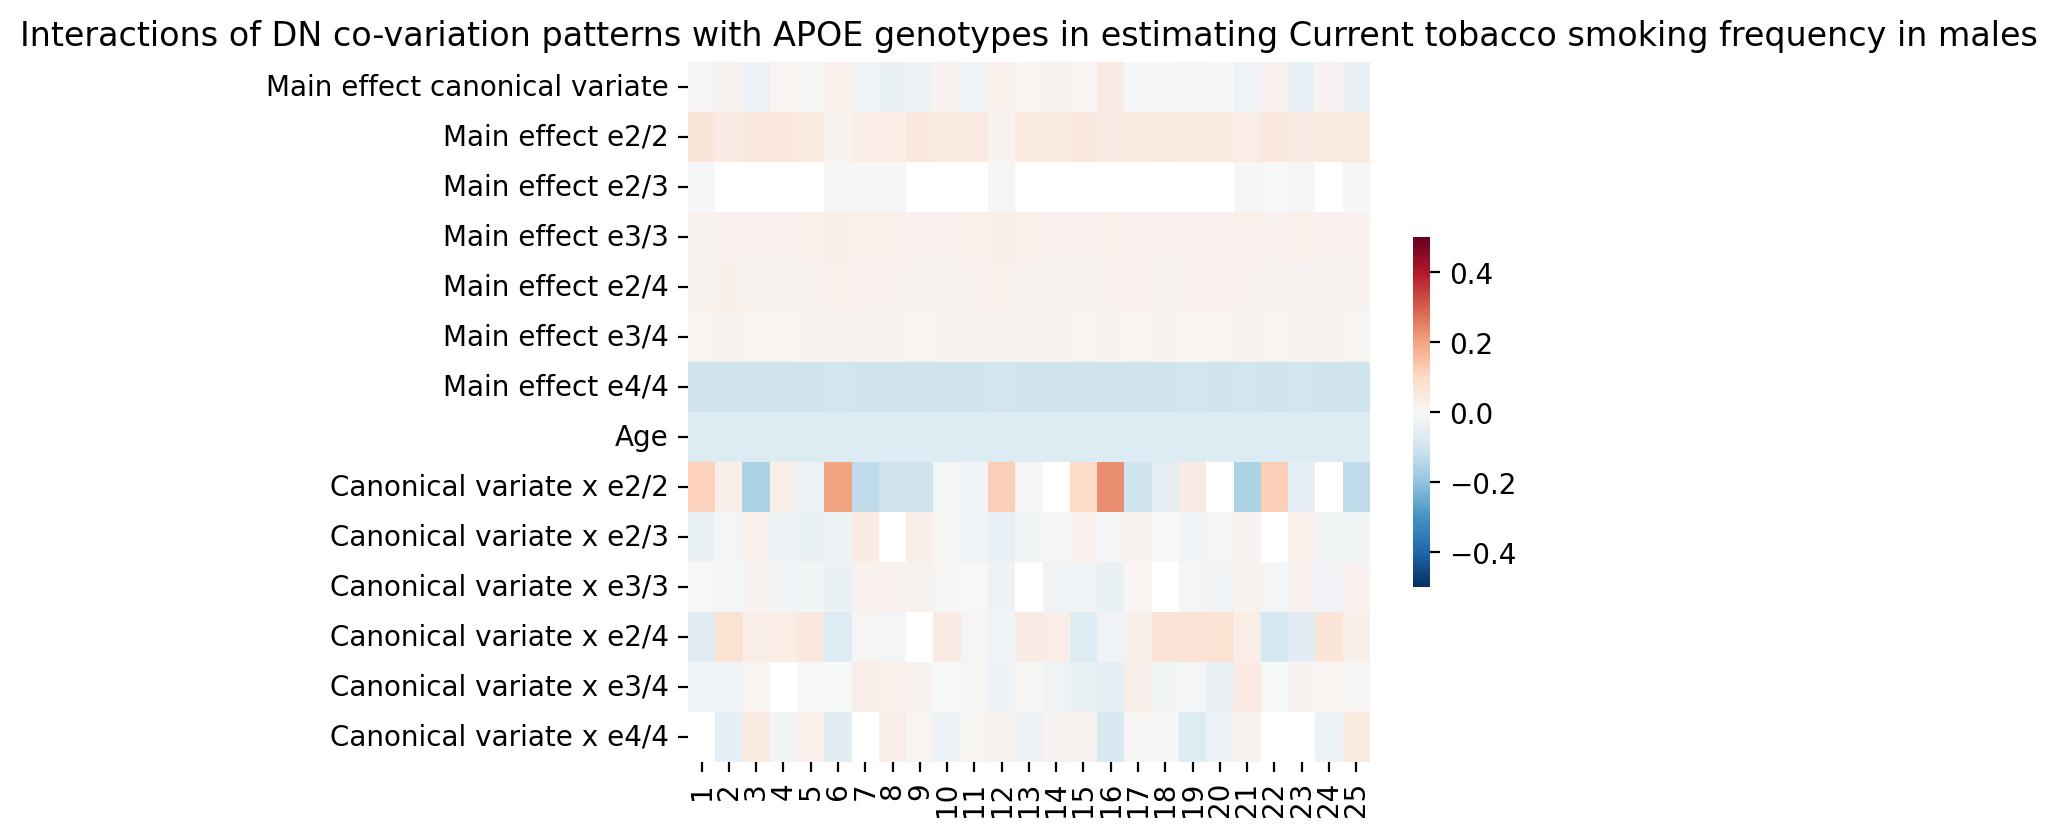 Interactions of DN co-variation patterns with APOE genotypes in estimating Current tobacco smoking frequency in males
Main effect canonical variate
Main effect e2/2
Main effect e2/3
Main effect e3/3
Main effect e2/4
Main effect e3/4
Main effect e4/4
Age
Canonical variate x e2/2
Canonical variate x e2/3
Canonical variate x e3/3
Canonical variate x e2/4
Canonical variate x e3/4
Canonical variate x e4/4
1 2 3 4 5 6 7 8 9 10 11 12 13 14 15 16 17 18 19 20 21 22 23 24 25
0.4
0.2
0.0
−0.2
−0.4